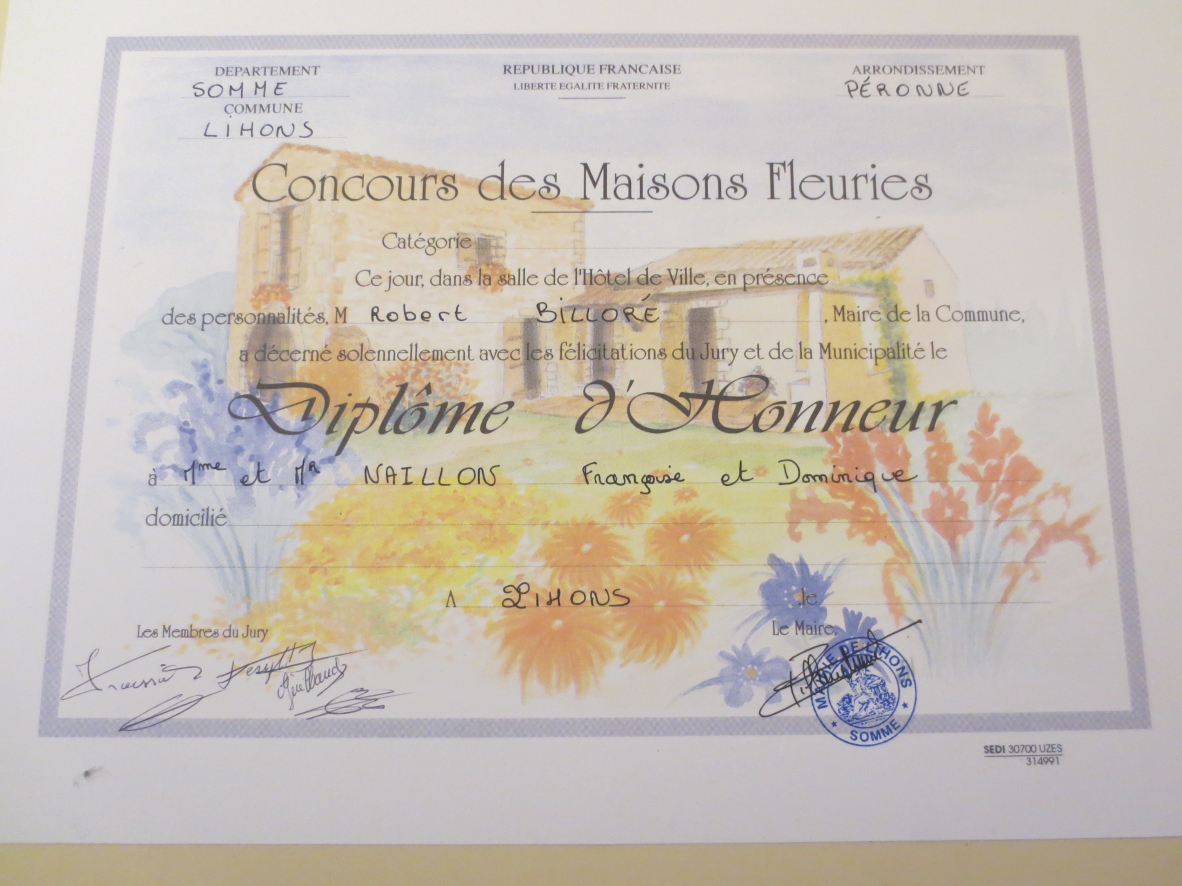 DEPARTEMENT
SOMME
COMMUNE
LIHONS
REPUBLIQUE FRANCAISE
LIBERTE EGALITE FRATERNITE
ARRONDISSEMENT
PÉRONNE
Concours des Maisons Fleuries
Catégorie
Ce jour, dans la salle de l'Hôtel de Ville, en présence
des personnalités, M Robert BILLORÉ , Maire de la Commune,
a décerné solennellement avec les félicitations du Jury et de la Municipalité le
Diplôme d'Honneur
à Mme et MR NAILLON Françoise et Dominique
domicilié
A LIHONS le
Les Membres du Jury
Le Maire,
MAIRIE DE LIHONS
SOMME
SEDI 30700 UZES
314991